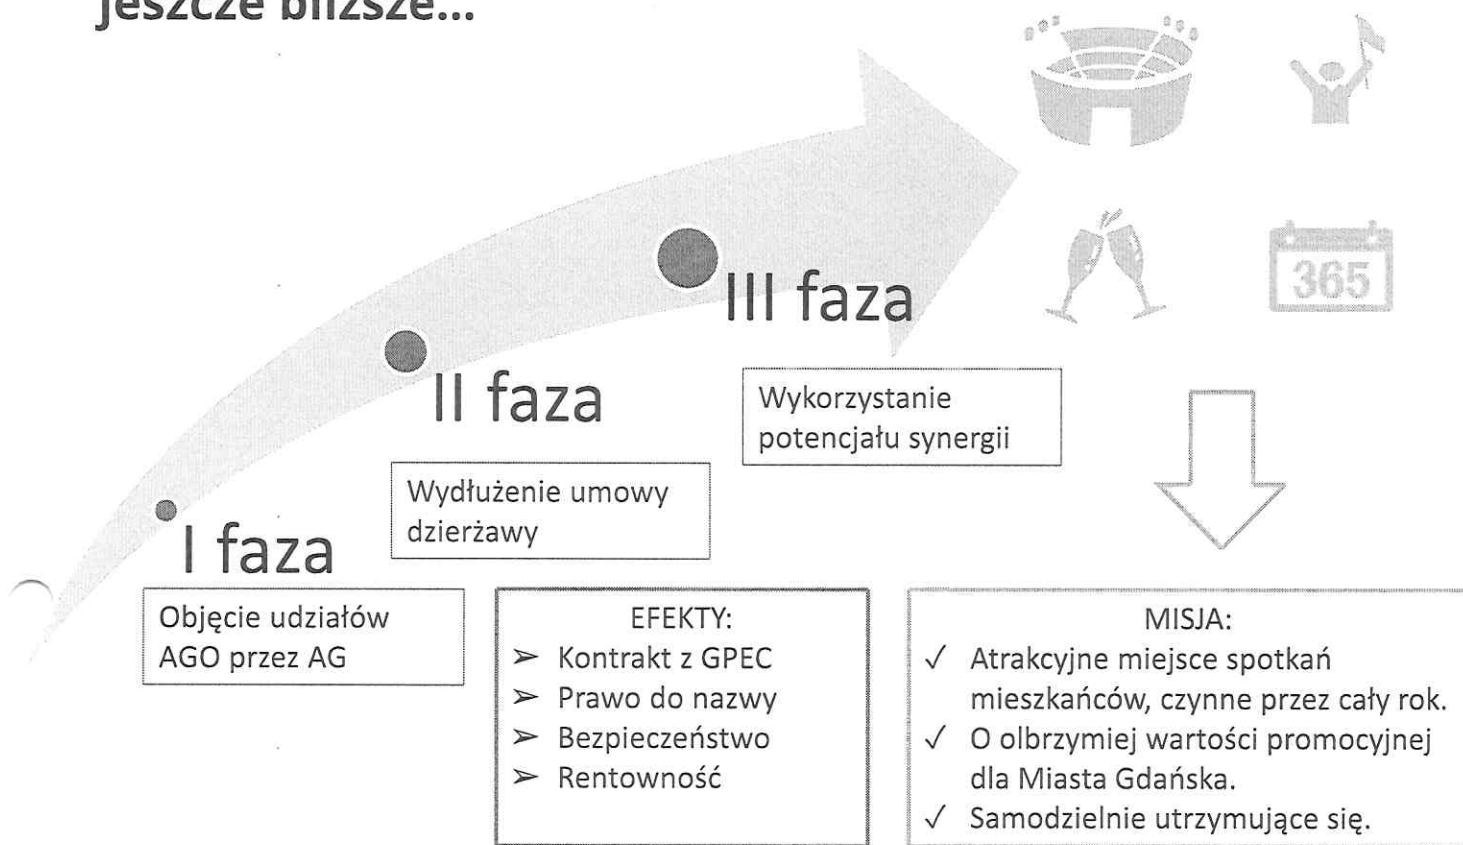 jeszcze bliższe...
365
III faza
Wykorzystanie
potencjału synergii
II faza
Wydłużenie umowy
dzierżawy
I faza
Objęcie udziałów
AGO przez AG
EFEKTY:
➢ Kontrakt z GPEC
➢ Prawo do nazwy
➢ Bezpieczeństwo
➢ Rentowność
MISJA:
✓ Atrakcyjne miejsce spotkań
mieszkańców, czynne przez cały rok.
✓ O olbrzymiej wartości promocyjnej
dla Miasta Gdańska.
✓ Samodzielnie utrzymujące się.